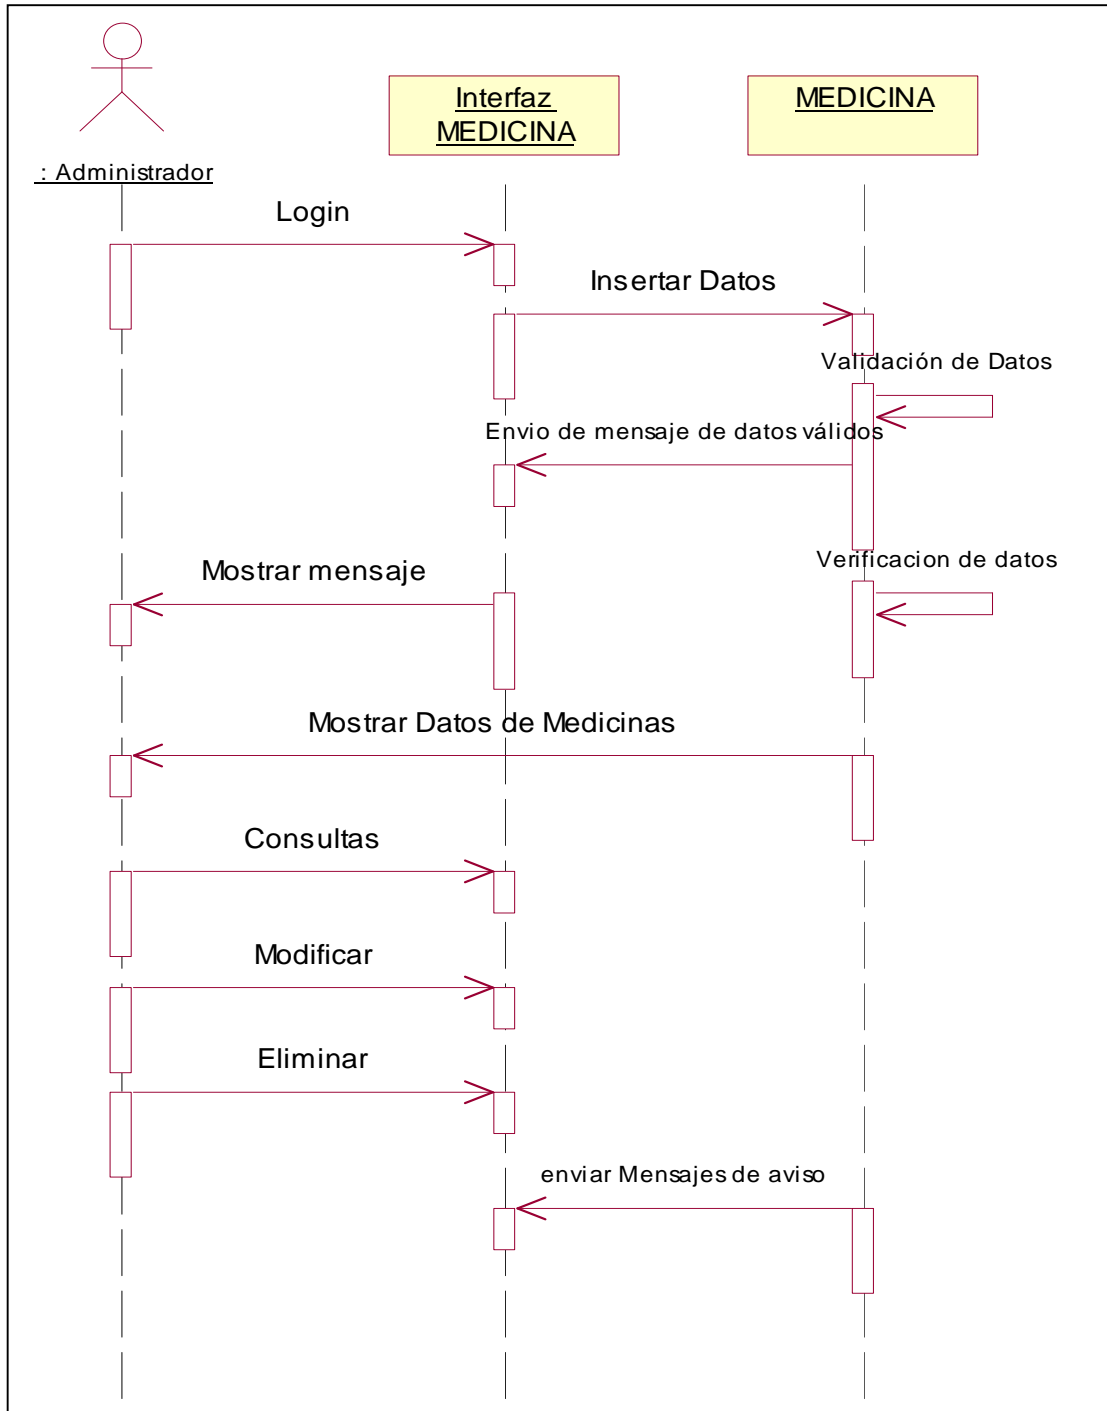 Interfaz
MEDICINA
MEDICINA
: Administrador
Login
Insertar Datos
Validación de Datos
Envio de mensaje de datos válidos
Verificacion de datos
Mostrar mensaje
Mostrar Datos de Medicinas
Consultas
Modificar
Eliminar
enviar Mensajes de aviso